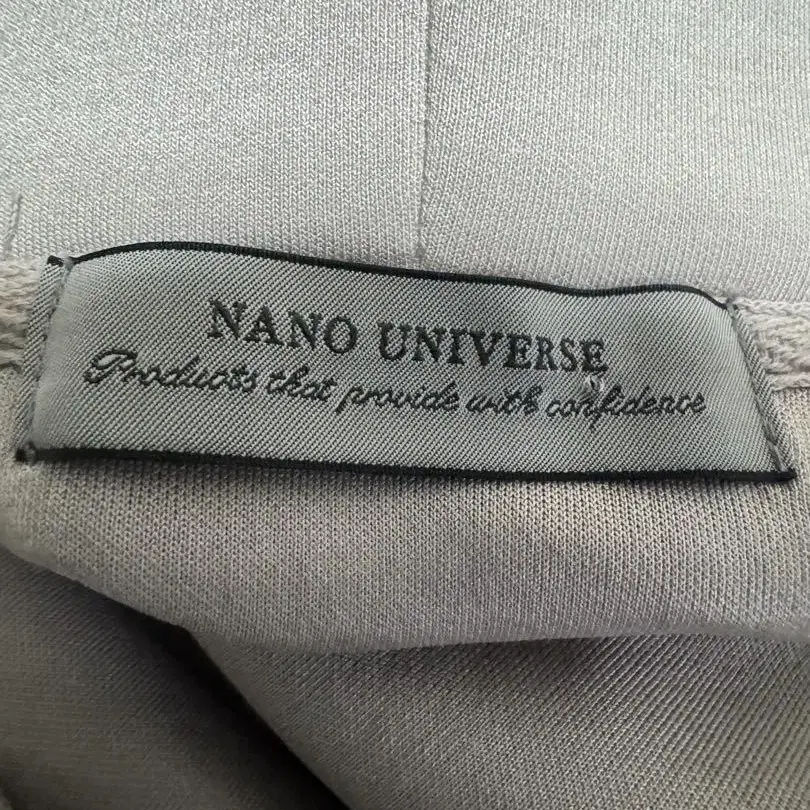 NANO UNIVERSE
Products that provide with confidence